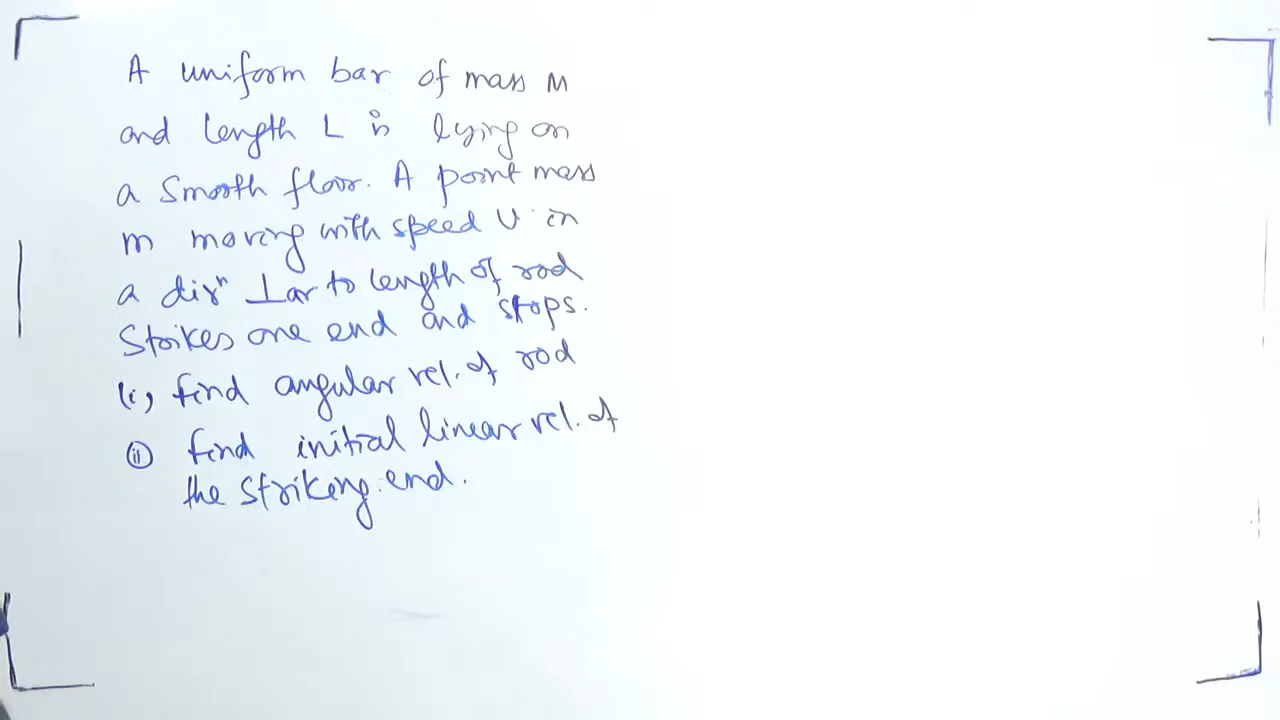 A uniform bar of mass M
and length L is lying on
a smooth floor. A point mass
m moving with speed v in
a dirⁿ ⊥ar to length of rod
Strikes one end and stops.
(i) find angular vel. of rod
(ii) find initial linear vel. of
the striking end.